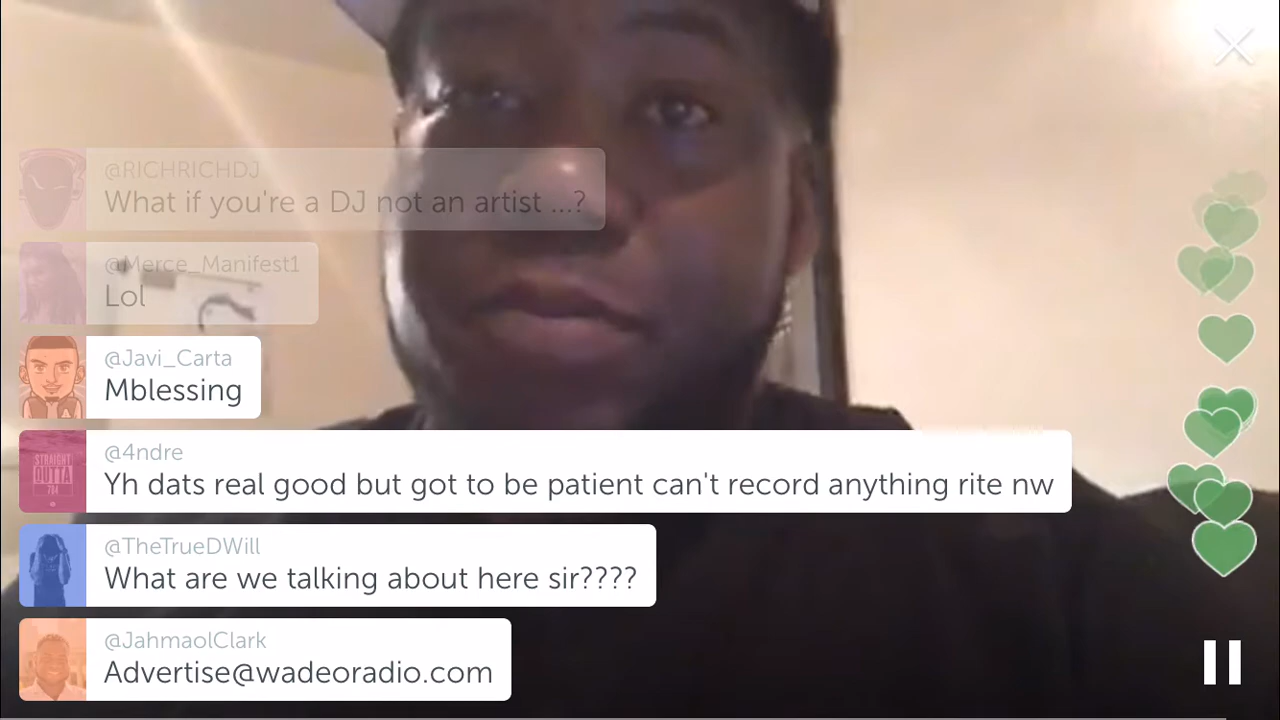 @RICHRICHDJ
What if you're a DJ not an artist ...?
@Merce_Manifest1
Lol
@Javi_Carta
Mblessing
@4ndre
STRAIGHT
OUTTA
Yh dats real good but got to be patient can't record anything rite nw
@TheTrueDWill
What are we talking about here sir????
@JahmaolClark
Advertise@wadeoradio.com